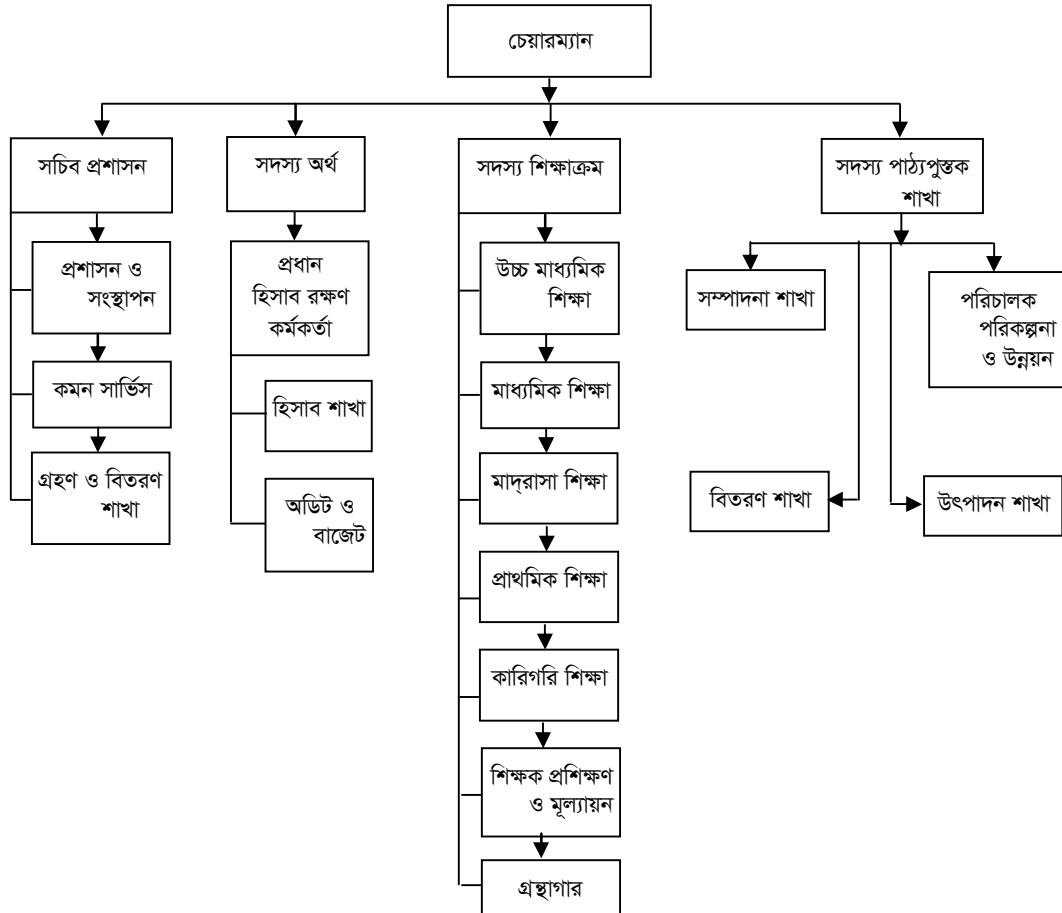 চেয়ারম্যান
সচিব প্রশাসন
সদস্য অর্থ
সদস্য শিক্ষাক্রম
সদস্য পাঠ্যপুস্তক
শাখা
প্রশাসন ও
সংস্থাপন
কমন সার্ভিস
গ্রহণ ও বিতরণ
শাখা
প্রধান
হিসাব রক্ষণ
কর্মকর্তা
হিসাব শাখা
অডিট ও
বাজেট
উচ্চ মাধ্যমিক
শিক্ষা
মাধ্যমিক শিক্ষা
মাদ্‌রাসা শিক্ষা
প্রাথমিক শিক্ষা
কারিগরি শিক্ষা
শিক্ষক প্রশিক্ষণ
ও মূল্যায়ন
গ্রন্থাগার
সম্পাদনা শাখা
পরিচালক
পরিকল্পনা
ও উন্নয়ন
বিতরণ শাখা
উৎপাদন শাখা